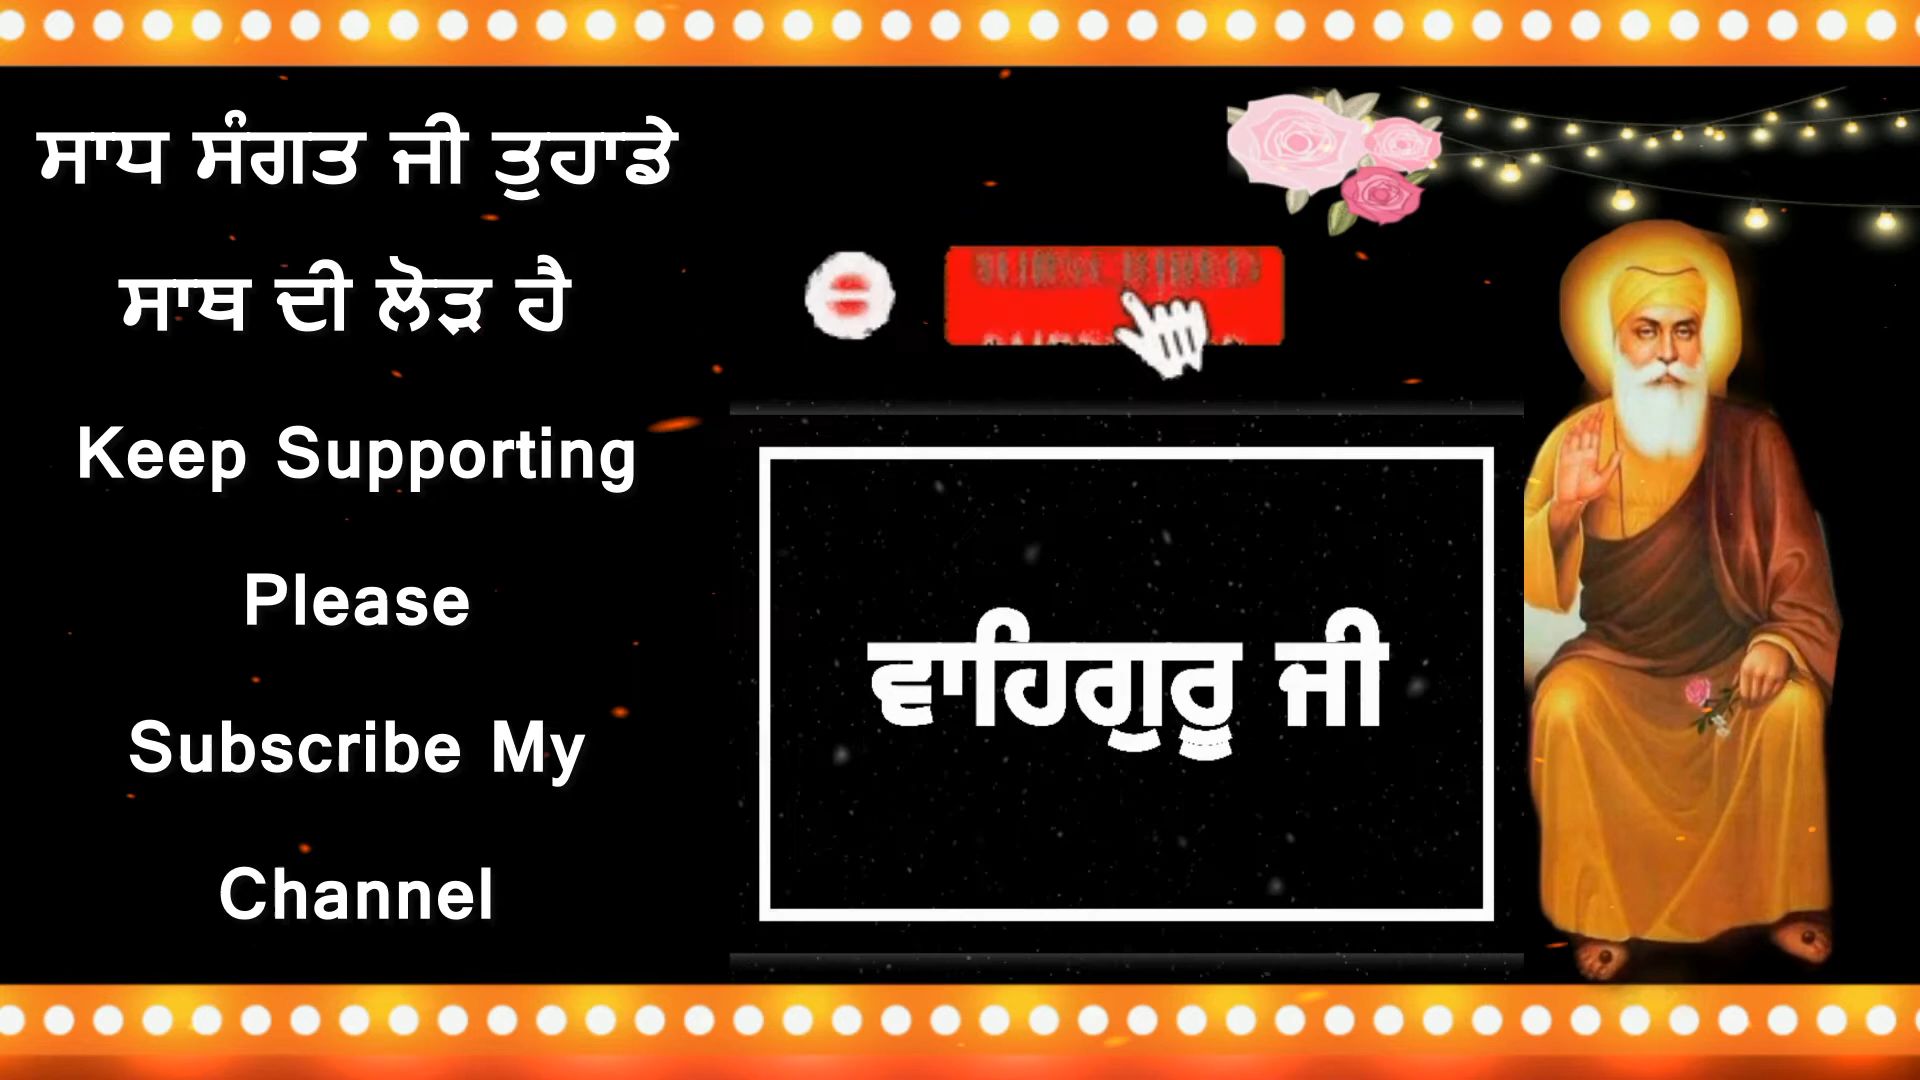 ਸਾਧ ਸੰਗਤ ਜੀ ਤੁਹਾਡੇ
ਸਾਥ ਦੀ ਲੋੜ ਹੈ
Keep Supporting
Please
Subscribe My
Channel
ਵਾਹਿਗੁਰੂ ਜੀ